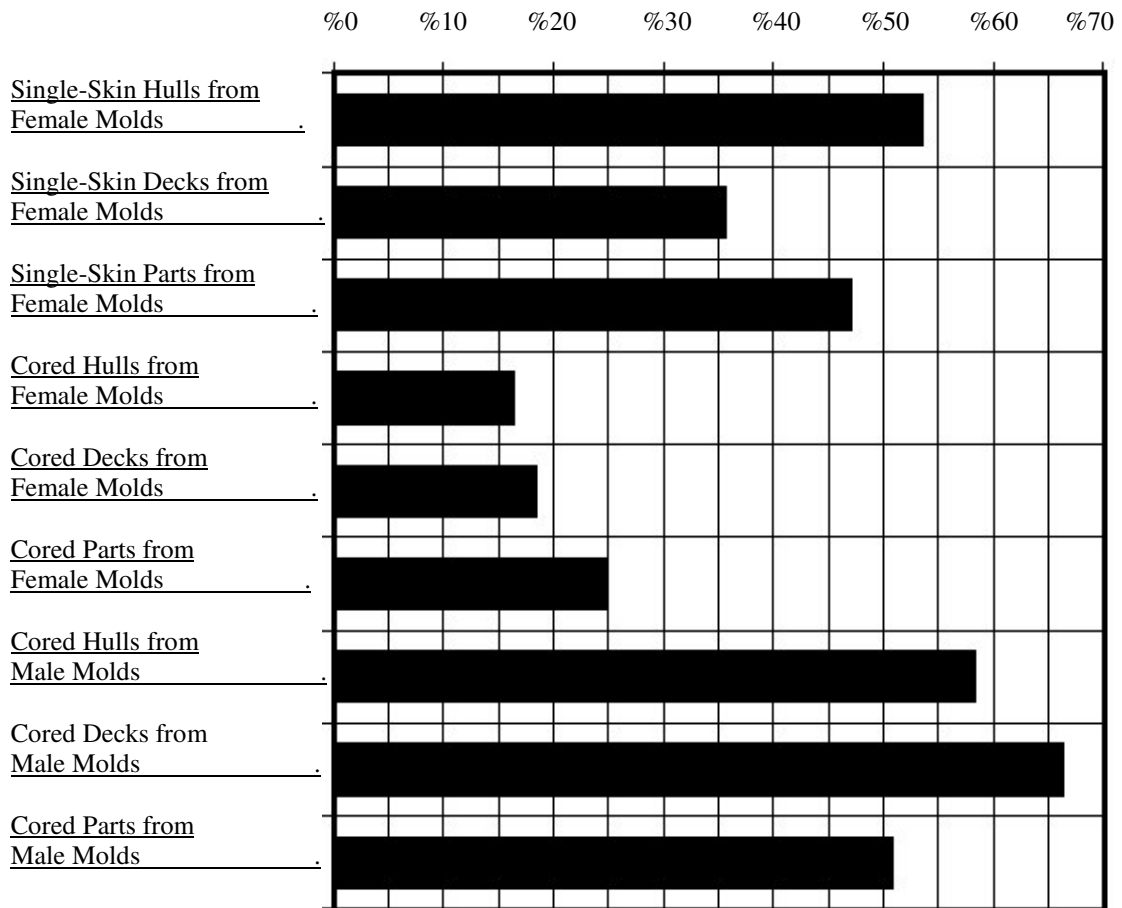 %0 %10 %20 %30 %40 %50 %60 %70
Single-Skin Hulls from
Female Molds .
Single-Skin Decks from
Female Molds .
Single-Skin Parts from
Female Molds .
Cored Hulls from
Female Molds .
Cored Decks from
Female Molds .
Cored Parts from
Female Molds .
Cored Hulls from
Male Molds .
Cored Decks from
Male Molds .
Cored Parts from
Male Molds .